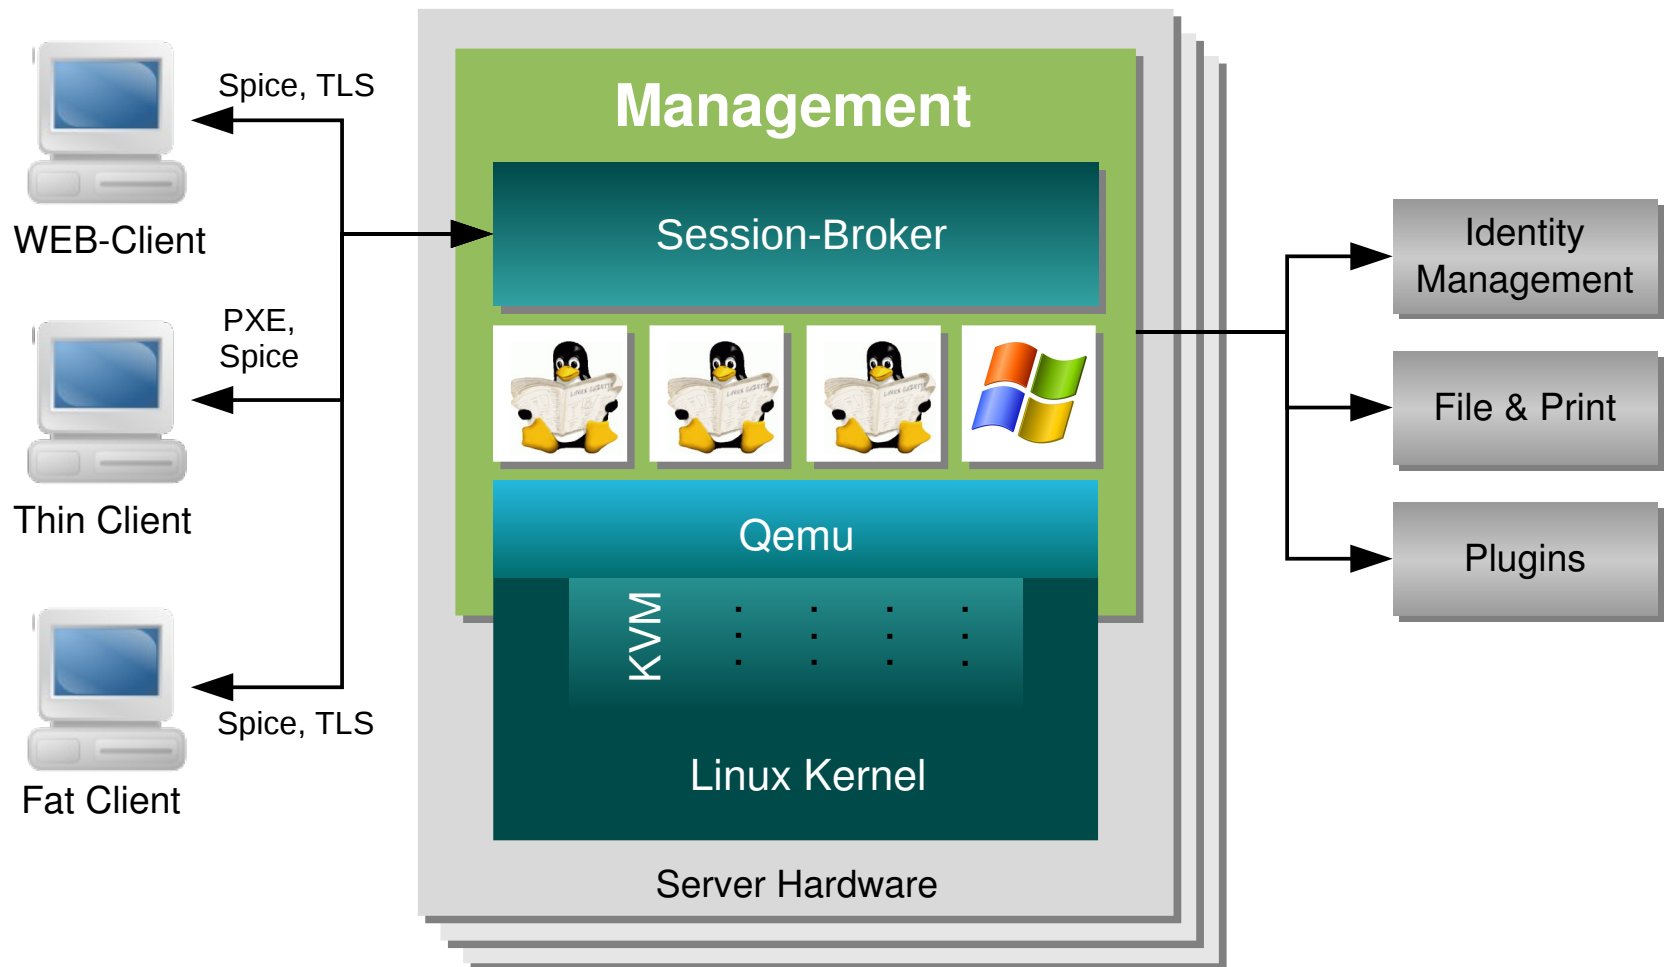 Spice, TLS
WEB-Client
PXE,
Spice
Thin Client
Spice, TLS
Fat Client
Management
Session-Broker
Qemu
KVM
Linux Kernel
Server Hardware
Identity
Management
File & Print
Plugins